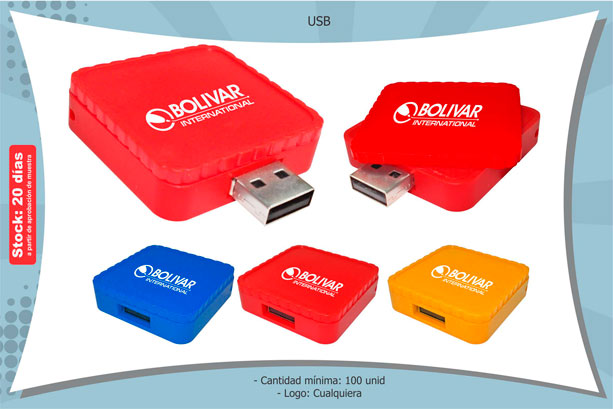 USB
BOLIVAR
INTERNATIONAL
BOLIVAR
INTERNATIONAL
Stock: 20 días
a partir de aprobación de muestra
BOLIVAR
INTERNATIONAL
BOLIVAR
INTERNATIONAL
BOLIVAR
INTERNATIONAL
- Cantidad mínima: 100 unid
- Logo: Cualquiera